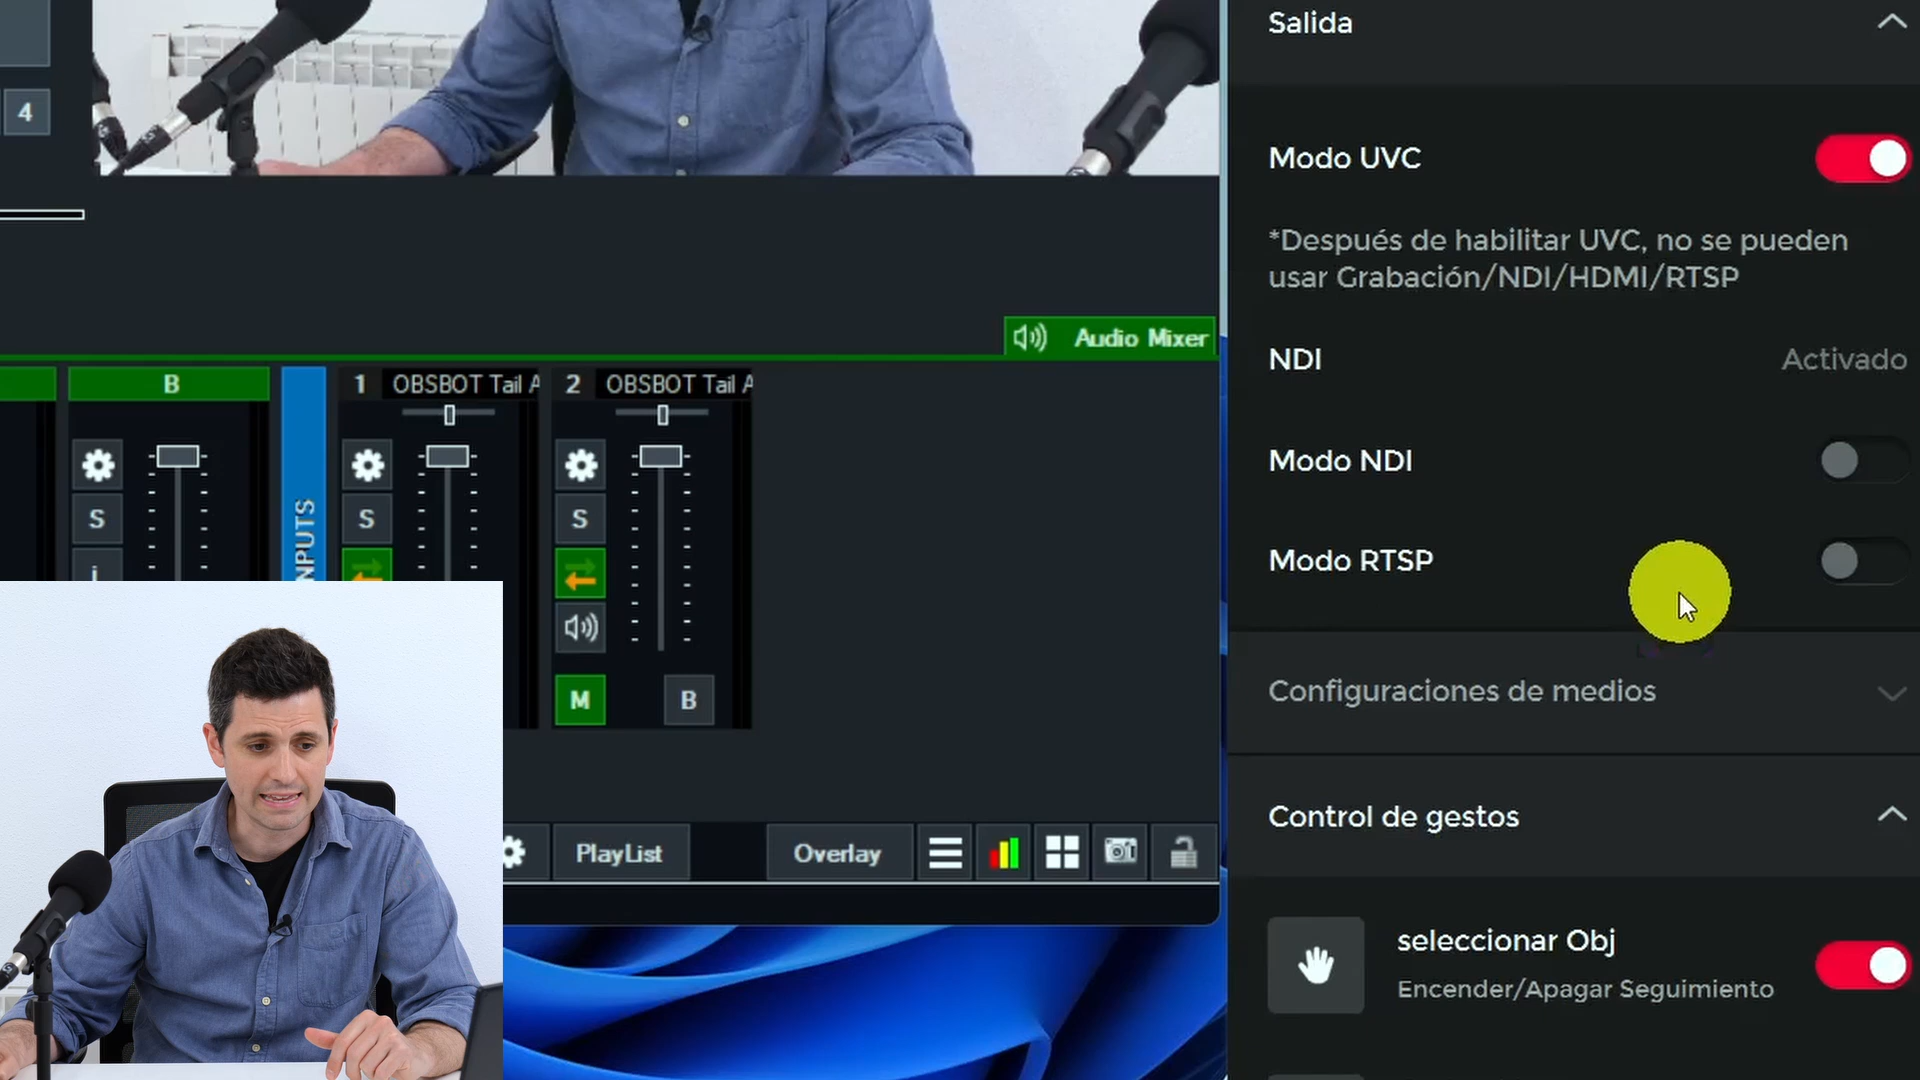 4
Audio Mixer
B
1 OBSBOT Tail A
2 OBSBOT Tail A
S
S
S
i
NPUTS
M
B
PlayList
Overlay
Salida
Modo UVC
*Después de habilitar UVC, no se pueden
usar Grabación/NDI/HDMI/RTSP
NDI
Activado
Modo NDI
Modo RTSP
Configuraciones de medios
Control de gestos
seleccionar Obj
Encender/Apagar Seguimiento